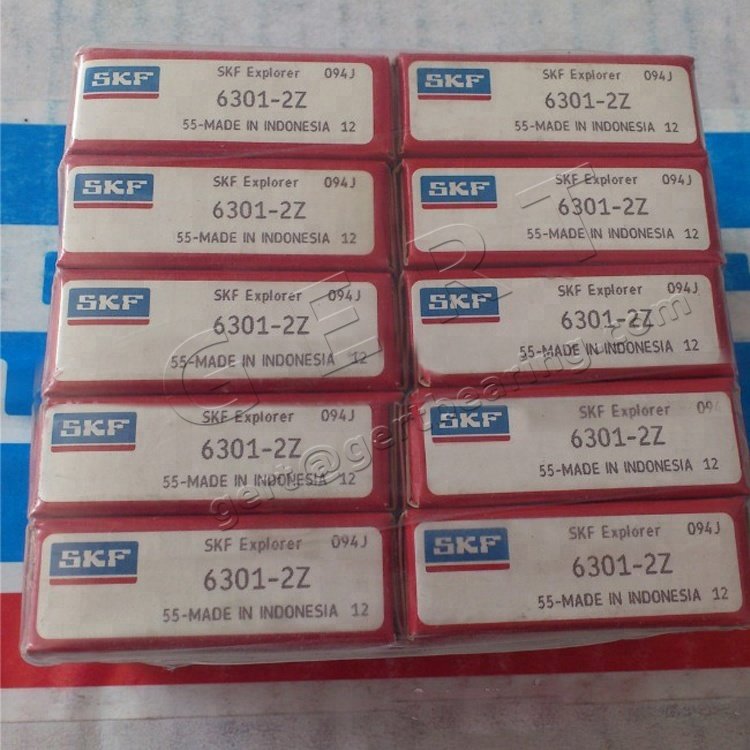 SKF SKF Explorer 094J
6301-2Z
55-MADE IN INDONESIA 12
SKF SKF Explorer 094J
6301-2Z
55-MADE IN INDONESIA 12
SKF SKF Explorer 094J
6301-2Z
55-MADE IN INDONESIA 12
SKF SKF Explorer 094J
6301-2Z
55-MADE IN INDONESIA 12
SKF SKF Explorer 094J
6301-2Z
55-MADE IN INDONESIA 12
SKF SKF Explorer 094J
6301-2Z
55-MADE IN INDONESIA 12
SKF SKF Explorer 094J
6301-2Z
55-MADE IN INDONESIA 12
SKF SKF Explorer 094
6301-2Z
55-MADE IN INDONESIA 12
SKF SKF Explorer 094J
6301-2Z
55-MADE IN INDONESIA 12
SKF SKF Explorer 094J
6301-2Z
55-MADE IN INDONESIA 12
GERT
gert@gertbearing.com